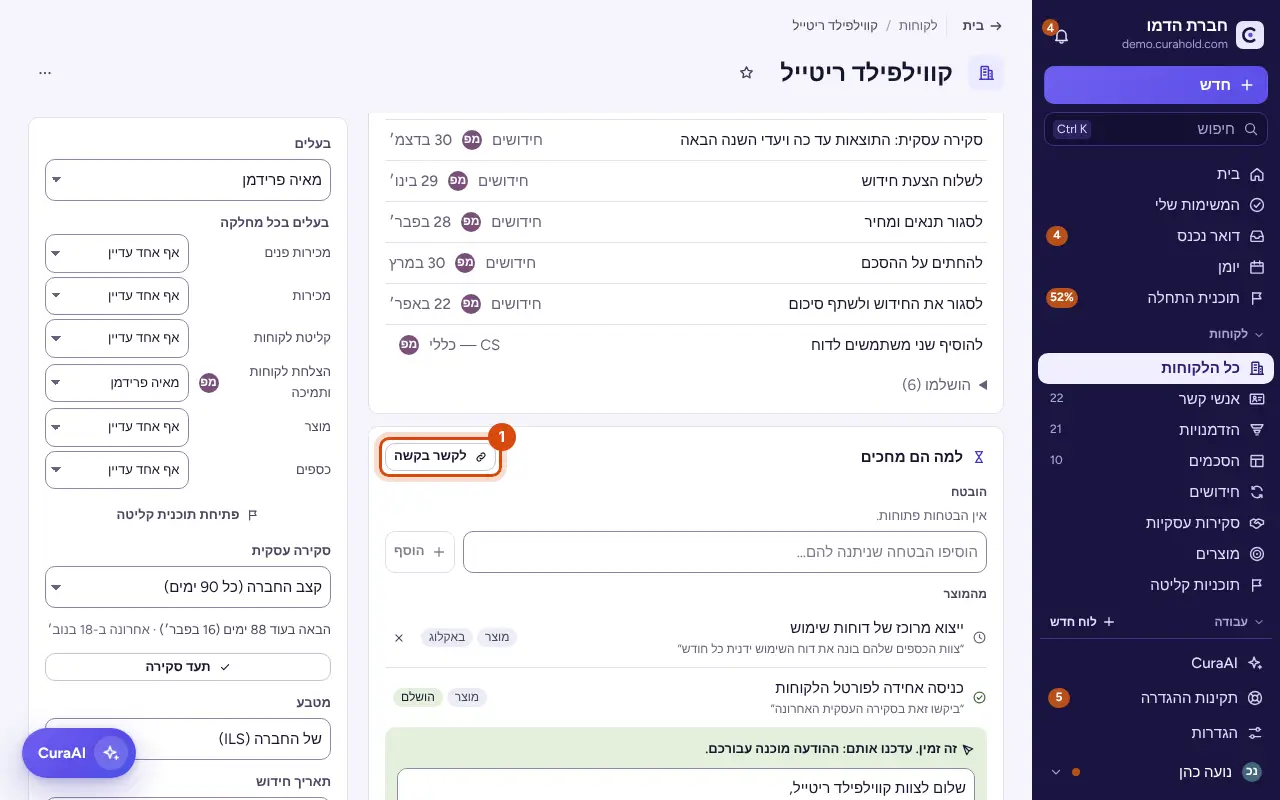 חברת הדמו
demo.curahold.com
4
+ חדש
חיפוש
Ctrl K
בית
המשימות שלי
דואר נכנס
4
יומן
תוכנית התחלה
52%
לקוחות
כל הלקוחות
אנשי קשר
22
הזדמנויות
21
הסכמים
10
חידושים
סקירות עסקיות
מוצרים
תוכניות קליטה
עבודה
+ לוח חדש
CuraAI
תקינות ההגדרה
5
הגדרות
נכ
נועה כהן
→ בית
לקוחות / קווילפילד ריטייל
קווילפילד ריטייל
...
סקירה עסקית: התוצאות עד כה ויעדי השנה הבאה
חידושים
מפ
30 בדצמ׳
לשלוח הצעת חידוש
חידושים
מפ
29 בינו׳
לסגור תנאים ומחיר
חידושים
מפ
28 בפבר׳
להחתים על ההסכם
חידושים
מפ
30 במרץ
לסגור את החידוש ולשתף סיכום
חידושים
מפ
22 באפר׳
להוסיף שני משתמשים לדוח
CS — כללי
מפ
הושלמו (6)
למה הם מחכים
לקשר בקשה
1
הובטח
אין הבטחות פתוחות.
הוסיפו הבטחה שניתנה להם...
+ הוסף
מהמוצר
ייצוא מרוכז של דוחות שימוש
"צוות הכספים שלהם בונה את דוח השימוש ידנית כל חודש"
מוצר
באקלוג
×
כניסה אחידה לפורטל הלקוחות
"ביקשו זאת בסקירה העסקית האחרונה"
מוצר
הושלם
זה זמין. עדכנו אותם: ההודעה מוכנה עבורכם.
שלום לצוות קווילפילד ריטייל,
בעלים
מאיה פרידמן
בעלים בכל מחלקה
מכירות פנים
אף אחד עדיין
מכירות
אף אחד עדיין
קליטת לקוחות
אף אחד עדיין
הצלחת לקוחות
ותמיכה
מפ
מאיה פרידמן
מוצר
אף אחד עדיין
כספים
אף אחד עדיין
פתיחת תוכנית קליטה
סקירה עסקית
קצב החברה (כל 90 ימים)
הבאה בעוד 88 ימים (16 בפבר׳) · אחרונה ב-18 בנוב׳
תעד סקירה
מטבע
של החברה (ILS)
תאריך חידוש
CuraAI